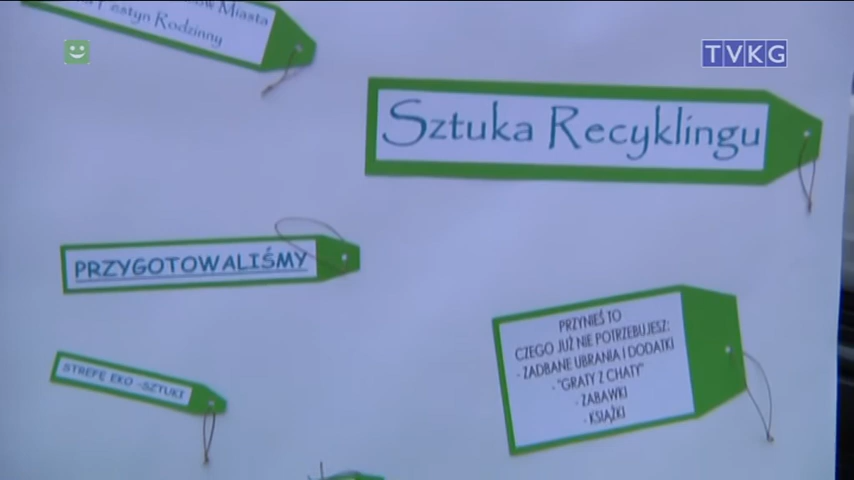 Miasta
Festyn Rodzinny
TVKG
Sztuka Recyklingu
PRZYGOTOWALIŚMY
STREFĘ EKO -SZTUKI
PRZYNIEŚ TO
CZEGO JUŻ NIE POTRZEBUJESZ:
- ZADBANE UBRANIA I DODATKI
- "GRATY Z CHATY"
- ZABAWKI
- KSIĄŻKI